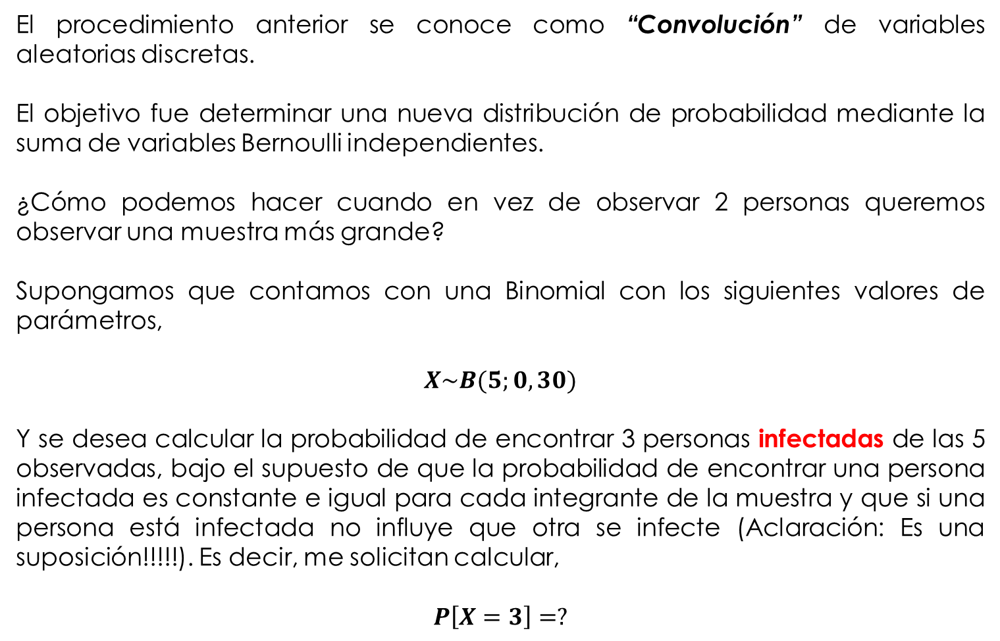 El procedimiento anterior se conoce como “Convolución” de variables
aleatorias discretas.
El objetivo fue determinar una nueva distribución de probabilidad mediante la
suma de variables Bernoulli independientes.
¿Cómo podemos hacer cuando en vez de observar 2 personas queremos
observar una muestra más grande?
Supongamos que contamos con una Binomial con los siguientes valores de
parámetros,
X~B(5; 0, 30)
Y se desea calcular la probabilidad de encontrar 3 personas infectadas de las 5
observadas, bajo el supuesto de que la probabilidad de encontrar una persona
infectada es constante e igual para cada integrante de la muestra y que si una
persona está infectada no influye que otra se infecte (Aclaración: Es una
suposición!!!!!). Es decir, me solicitan calcular,
P[X = 3] =?